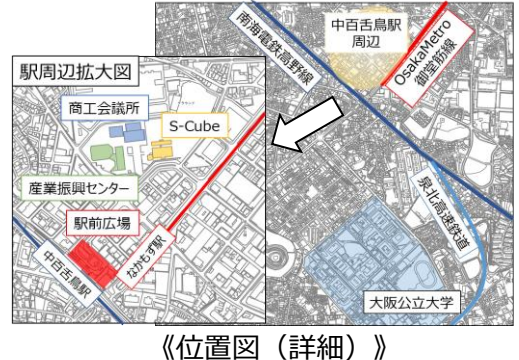 駅周辺拡大図
商工会議所
S-Cube
産業振興センター
駅前広場
中百舌鳥駅
なかもず駅
南海電鉄高野線
中百舌鳥駅
周辺
OsakaMetro
御堂筋線
泉北高速鉄道
大阪公立大学
《位置図（詳細）》